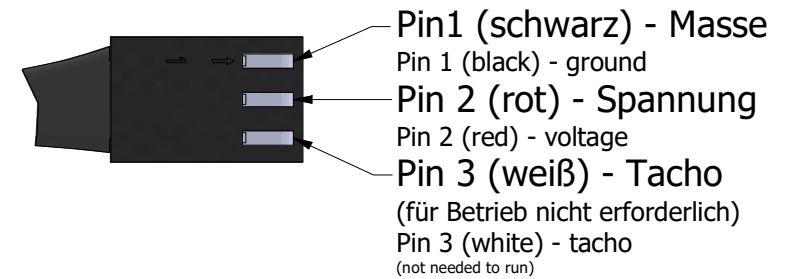 Pin1 (schwarz) - Masse
Pin 1 (black) - ground
Pin 2 (rot) - Spannung
Pin 2 (red) - voltage
Pin 3 (weiß) - Tacho
(für Betrieb nicht erforderlich)
Pin 3 (white) - tacho
(not needed to run)